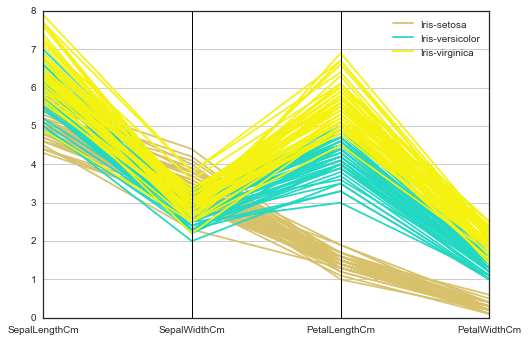 8
7
6
5
4
3
2
1
0
Iris-setosa
Iris-versicolor
Iris-virginica
SepalLengthCm SepalWidthCm PetalLengthCm PetalWidthCm